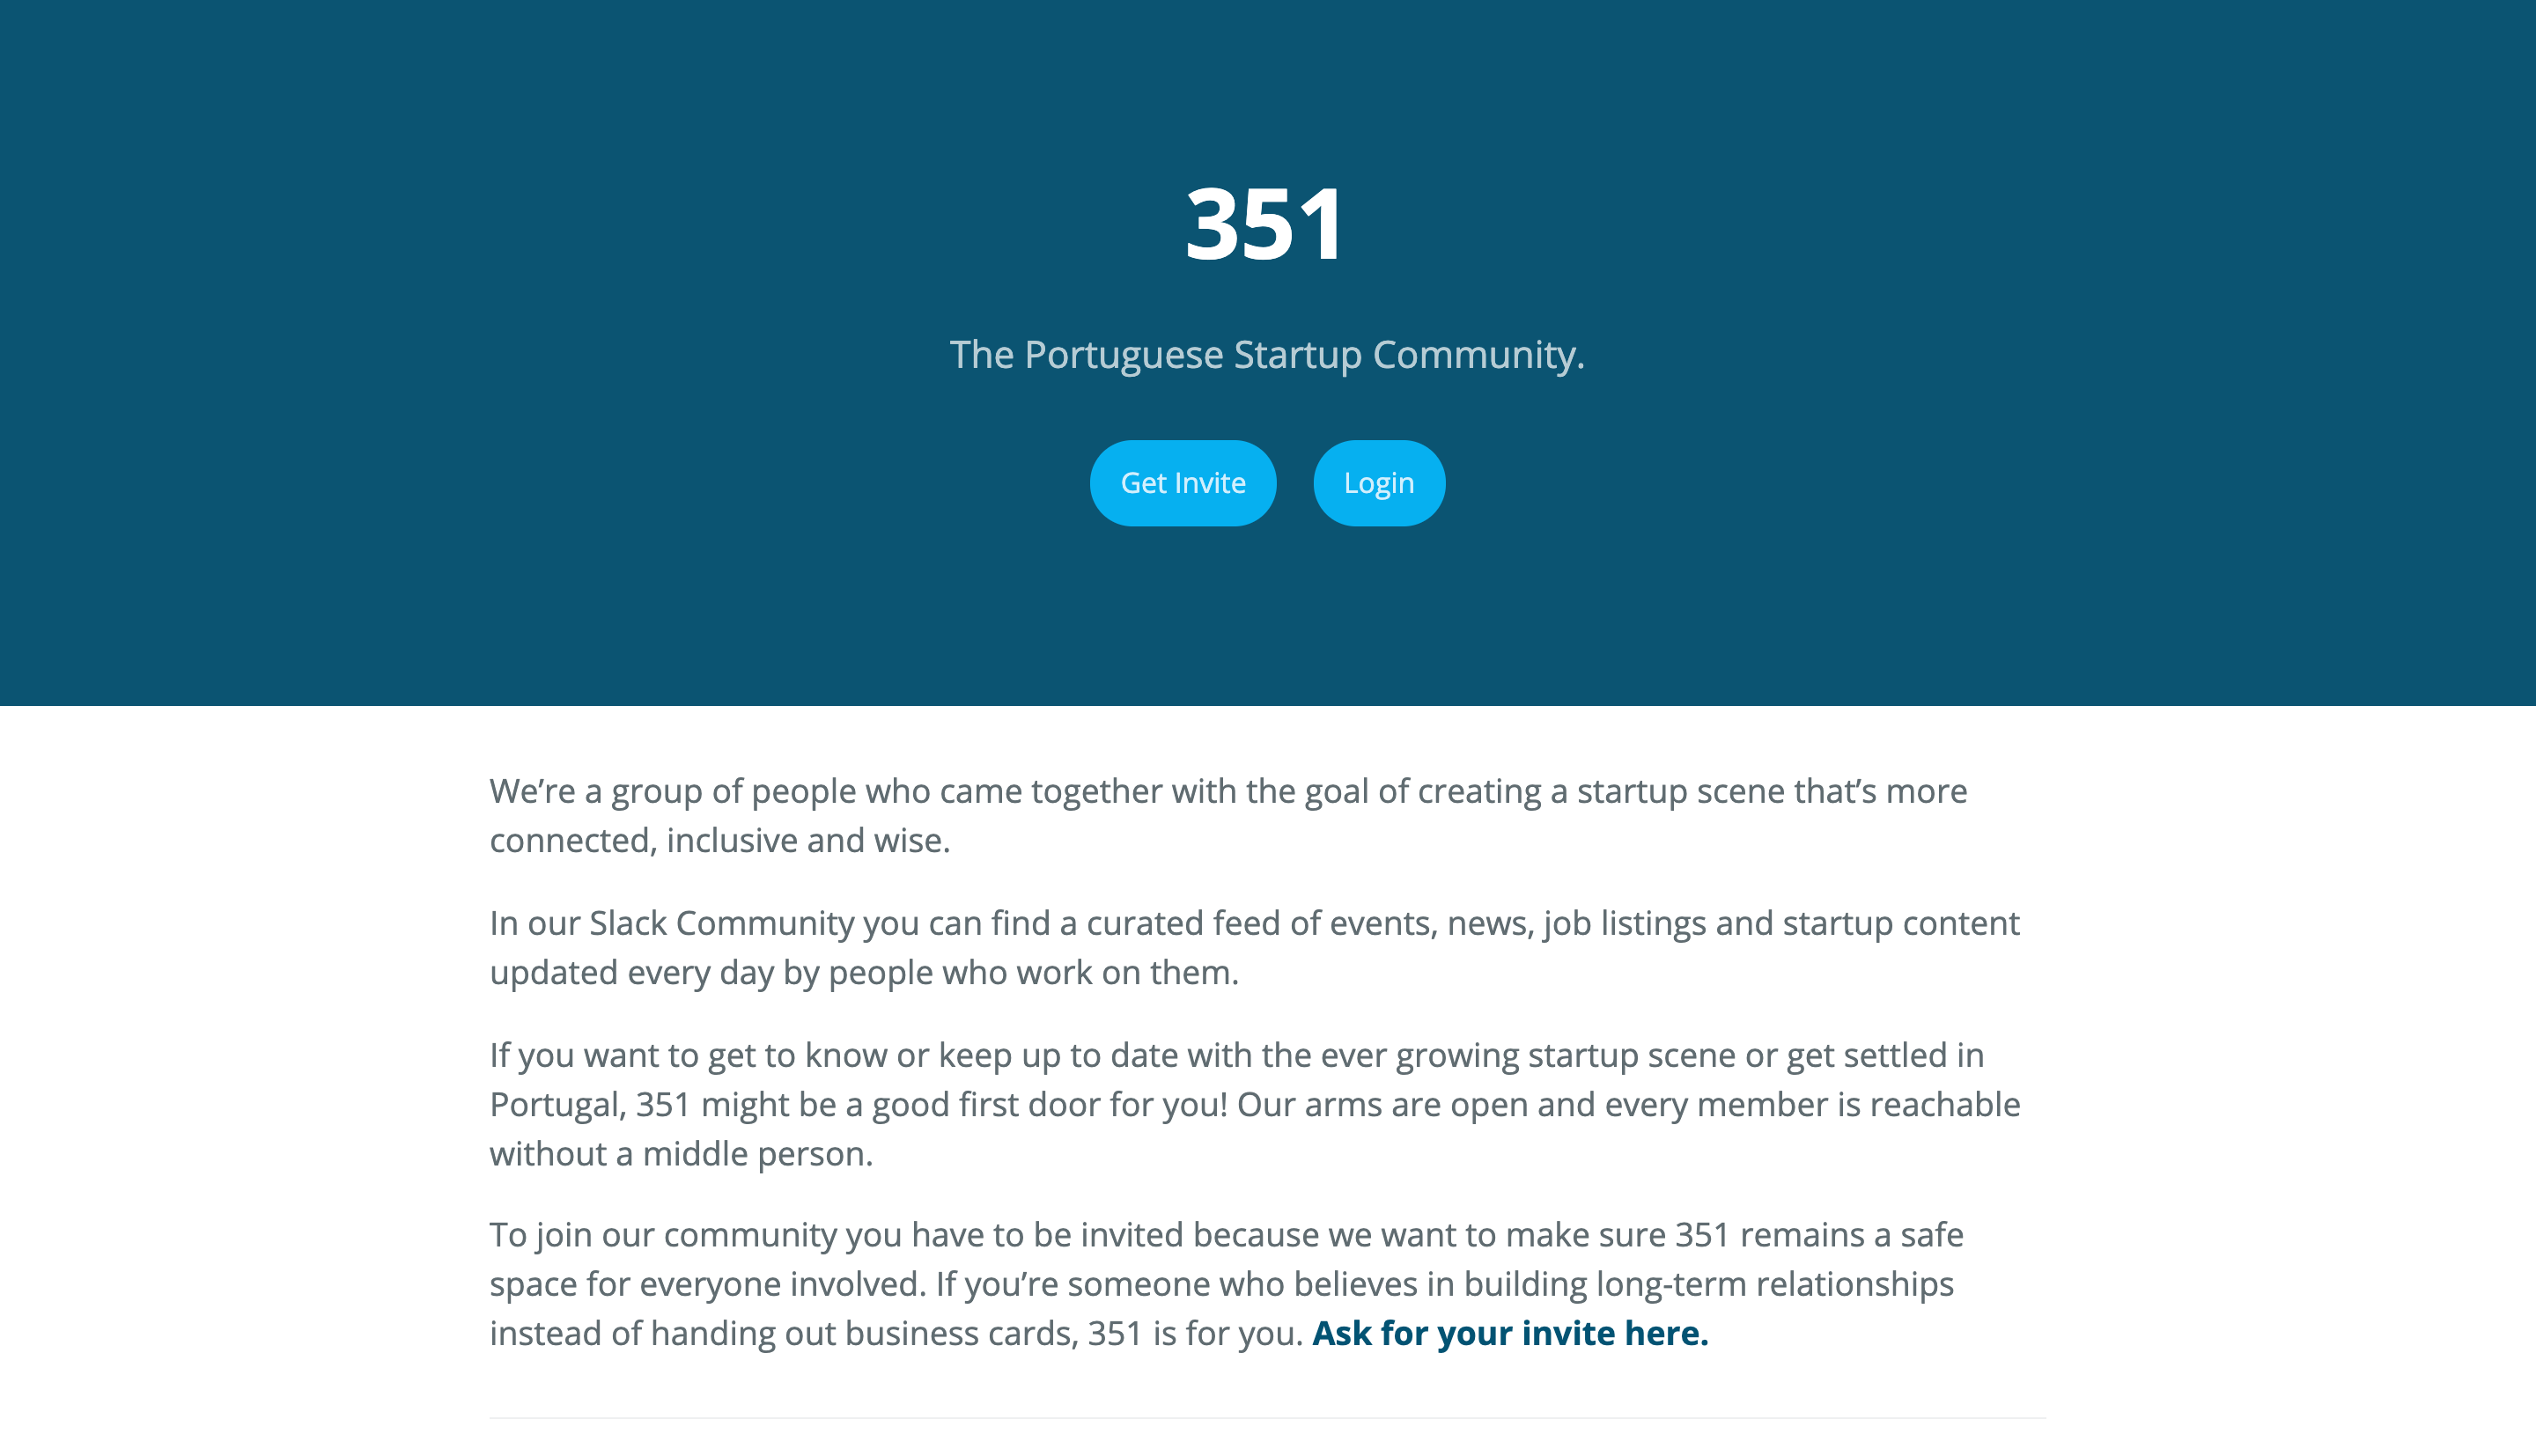 351
The Portuguese Startup Community.
Get Invite
Login
We’re a group of people who came together with the goal of creating a startup scene that’s more
connected, inclusive and wise.
In our Slack Community you can find a curated feed of events, news, job listings and startup content
updated every day by people who work on them.
If you want to get to know or keep up to date with the ever growing startup scene or get settled in
Portugal, 351 might be a good first door for you! Our arms are open and every member is reachable
without a middle person.
To join our community you have to be invited because we want to make sure 351 remains a safe
space for everyone involved. If you’re someone who believes in building long-term relationships
instead of handing out business cards, 351 is for you. Ask for your invite here.